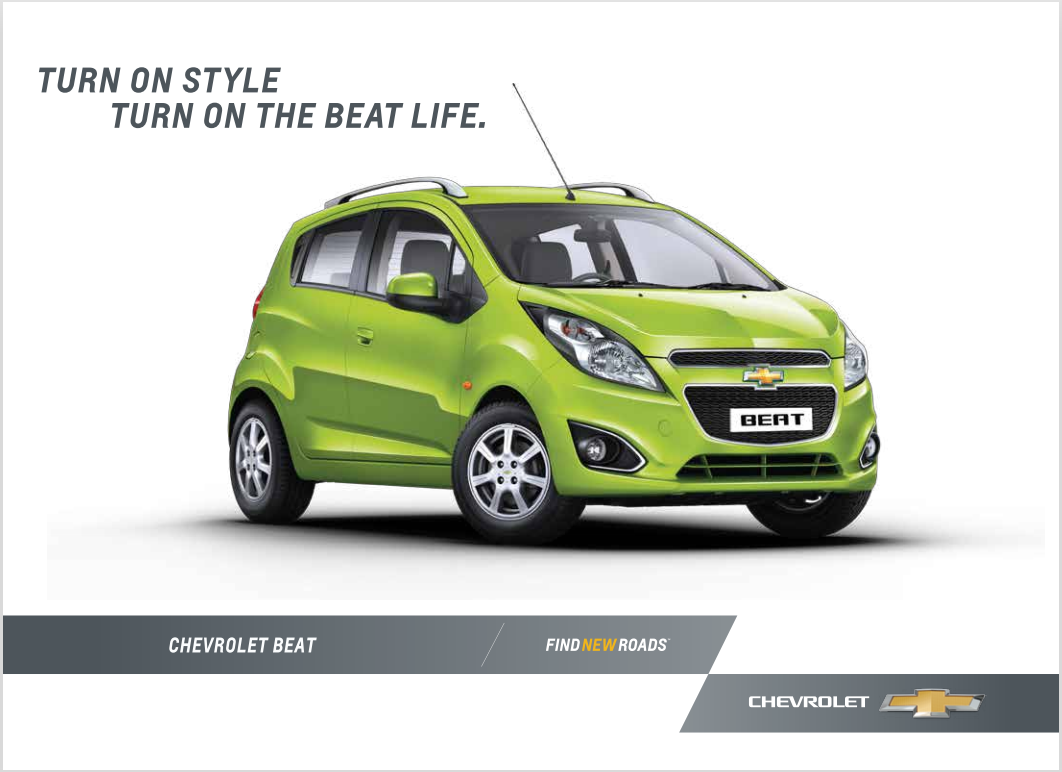 TURN ON STYLE
TURN ON THE BEAT LIFE.
BEAT
CHEVROLET BEAT
FIND NEW ROADS
CHEVROLET